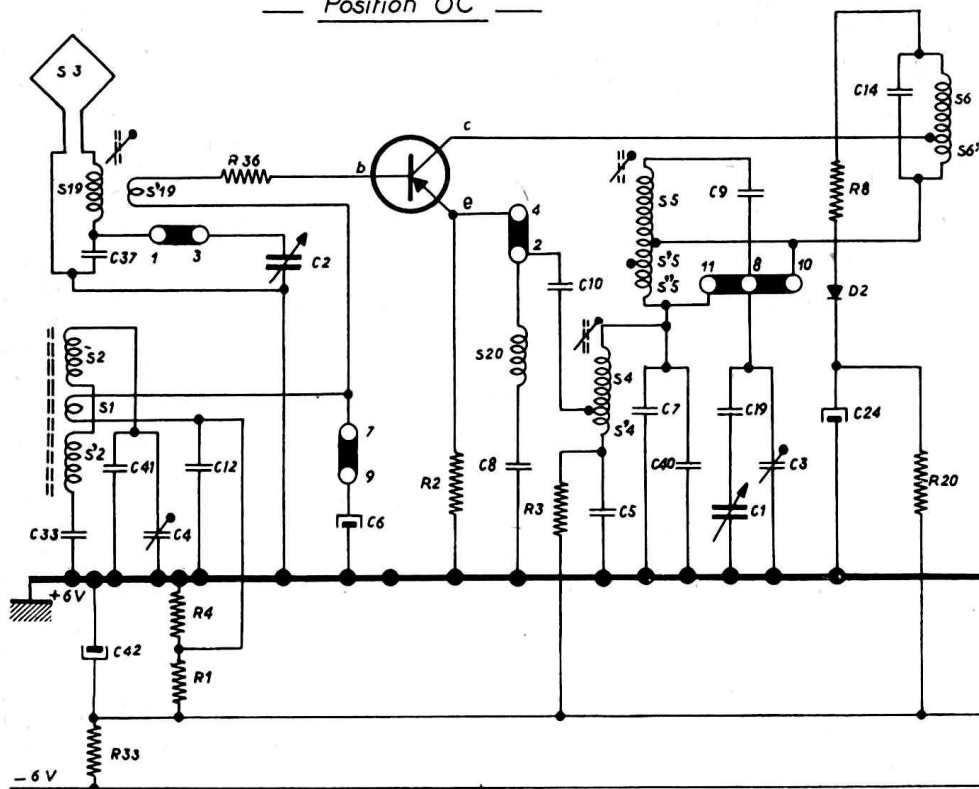 — Position OC —
S3
C14
S6
S6'
c
S19
S'19
R36
b
S5
C9
R8
e
4
2
C37
1
3
C2
C10
S'5
S"5
11
8
10
D2
S2
S1
S'2
S20
S4
S'4
C7
C19
C24
C41
C12
7
9
R2
C8
R3
C40
C3
R20
C33
C4
C6
C5
C1
+6V
R4
C42
R1
R33
− 6 V